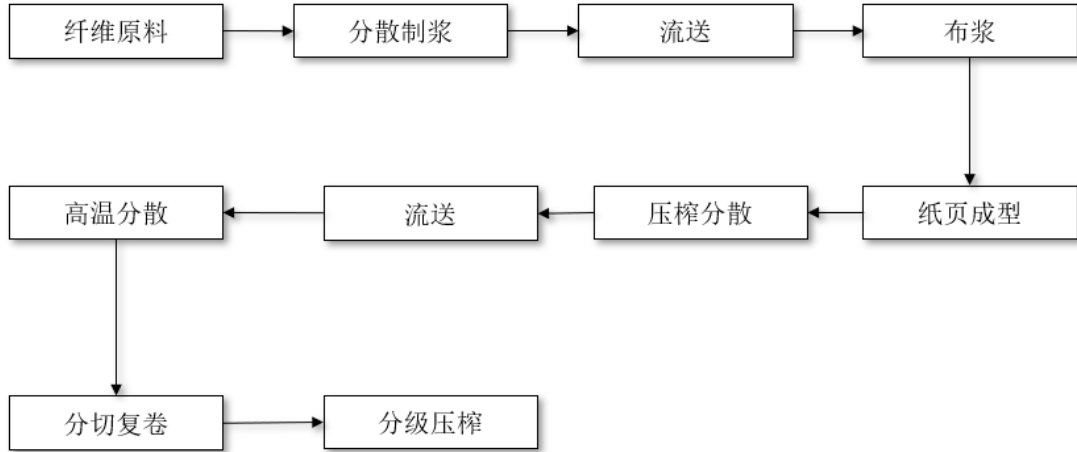 纤维原料
分散制浆
流送
布浆
纸页成型
压榨分散
流送
高温分散
分切复卷
分级压榨